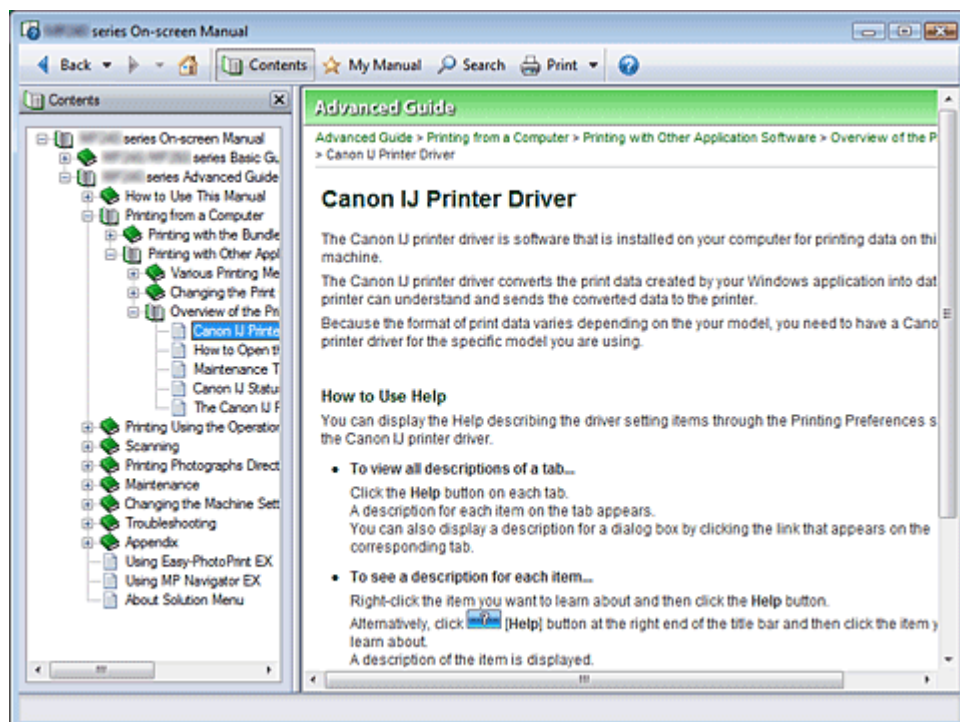 series On-screen Manual
Back
Contents
My Manual
Search
Print
Contents
series On-screen Manual
series Basic Gu
series Advanced Guide
How to Use This Manual
Printing from a Computer
Printing with the Bundle
Printing with Other Appl
Various Printing Me
Changing the Print
Overview of the Pri
Canon IJ Printe
How to Open th
Maintenance T
Canon IJ Statu
The Canon IJ P
Printing Using the Operation
Scanning
Printing Photographs Direct
Maintenance
Changing the Machine Sett
Troubleshooting
Appendix
Using Easy-PhotoPrint EX
Using MP Navigator EX
About Solution Menu
Advanced Guide
Advanced Guide > Printing from a Computer > Printing with Other Application Software > Overview of the P
> Canon IJ Printer Driver
Canon IJ Printer Driver
The Canon IJ printer driver is software that is installed on your computer for printing data on thi
machine.
The Canon IJ printer driver converts the print data created by your Windows application into dat
printer can understand and sends the converted data to the printer.
Because the format of print data varies depending on the your model, you need to have a Cano
printer driver for the specific model you are using.
How to Use Help
You can display the Help describing the driver setting items through the Printing Preferences s
the Canon IJ printer driver.
• To view all descriptions of a tab...
Click the Help button on each tab.
A description for each item on the tab appears.
You can also display a description for a dialog box by clicking the link that appears on the
corresponding tab.
• To see a description for each item...
Right-click the item you want to learn about and then click the Help button.
Alternatively, click ? [Help] button at the right end of the title bar and then click the item y
learn about.
A description of the item is displayed.